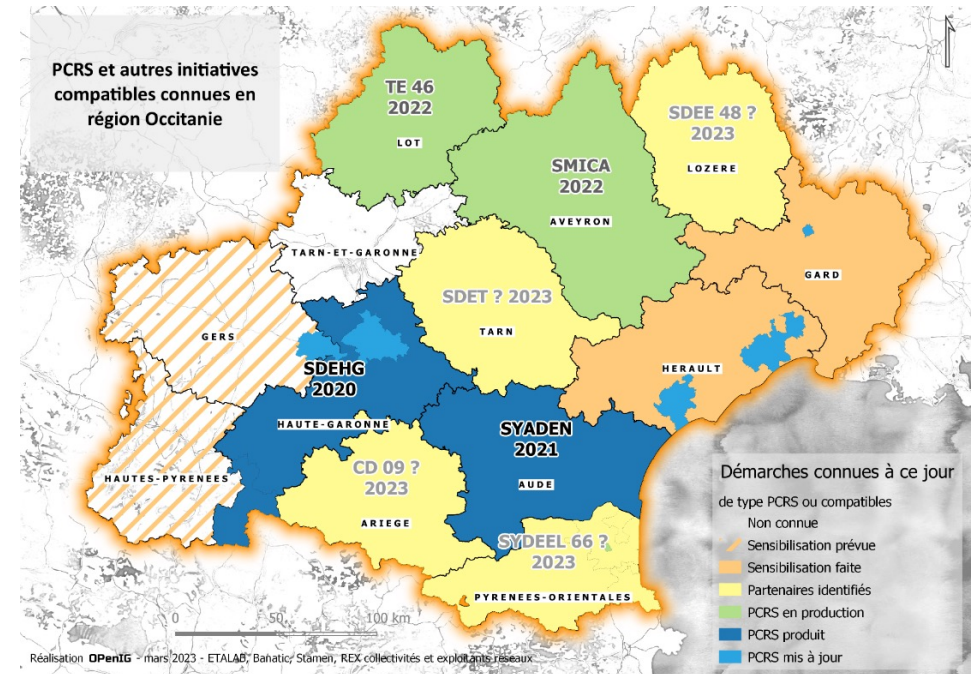 PCRS et autres initiatives
compatibles connues en
région Occitanie
TE 46
2022
LOT
SDEE 48 ?
2023
LOZERE
SMICA
2022
AVEYRON
TARN-ET-GARONNE
GARD
SDET ? 2023
TARN
GERS
HERAULT
SDEHG
2020
HAUTE-GARONNE
SYADEN
2021
AUDE
HAUTES-PYRENEES
CD 09 ?
2023
ARIEGE
SYDEEL 66 ?
2023
PYRENEES-ORIENTALES
Démarches connues à ce jour
de type PCRS ou compatibles
Non connue
Sensibilisation prévue
Sensibilisation faite
Partenaires identifiés
PCRS en production
PCRS produit
PCRS mis à jour
0 50 100 km
Réalisation OPenIG - mars 2023 - ETALAB, Banatic, Stamen, REX collectivités et exploitants réseaux